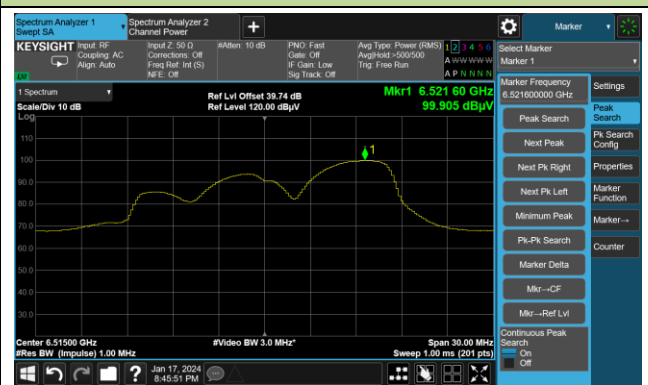 Spectrum Analyzer 1
Swept SA
Spectrum Analyzer 2
Channel Power
Marker
KEYSIGHT
Input: RF
Coupling: AC
Align: Auto
Input Z: 50 Ω
Corrections: Off
Freq Ref: Int (S)
NFE: Off
#Atten: 10 dB
PNO: Fast
Gate: Off
IF Gain: Low
Sig Track: Off
Avg Type: Power (RMS)
Avg|Hold:>500/500
Trig: Free Run
1 2 3 4 5 6
A W W W W W
A P N N N N
Select Marker
Marker 1
1 Spectrum
Scale/Div 10 dB
Log
Ref Lvl Offset 39.74 dB
Ref Level 120.00 dBµV
Mkr1 6.521 60 GHz
99.905 dBµV
110
100
90.0
80.0
70.0
60.0
50.0
40.0
30.0
1
Center 6.51500 GHz
#Res BW (Impulse) 1.00 MHz
#Video BW 3.0 MHz*
Span 30.00 MHz
Sweep 1.00 ms (201 pts)
Marker Frequency
6.521600000 GHz
Peak Search
Next Peak
Next Pk Right
Next Pk Left
Minimum Peak
Pk-Pk Search
Marker Delta
Mkr→CF
Mkr→Ref Lvl
Continuous Peak
Search
On
Off
Settings
Peak
Search
Pk Search
Config
Properties
Marker
Function
Marker→
Counter
Jan 17, 2024
8:45:51 PM